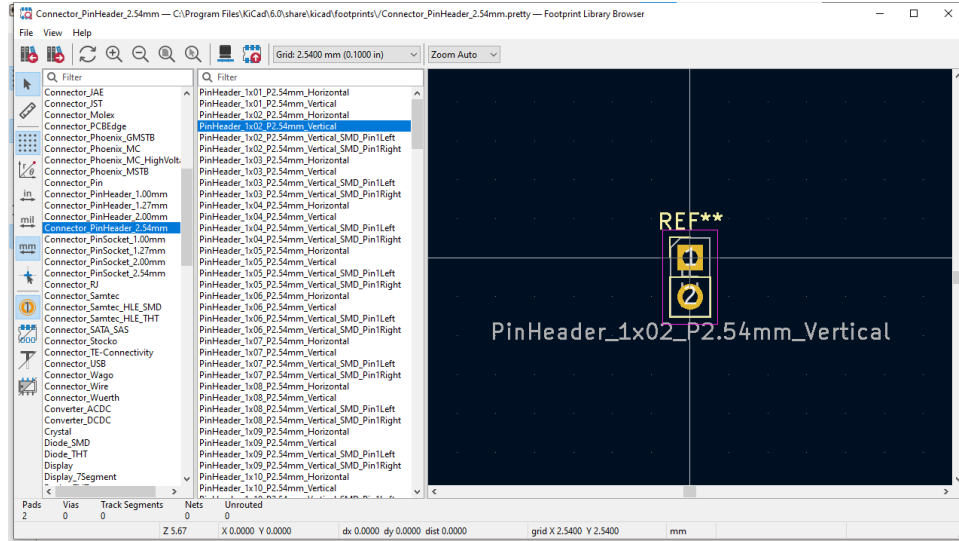 Connector_PinHeader_2.54mm — C:\Program Files\KiCad\6.0\share\kicad\footprints\/Connector_PinHeader_2.54mm.pretty — Footprint Library Browser
File View Help
Grid: 2.5400 mm (0.1000 in)
Zoom Auto
Filter
Connector_JAE
Connector_JST
Connector_Molex
Connector_PCBEdge
Connector_Phoenix_GMSTB
Connector_Phoenix_MC
Connector_Phoenix_MC_HighVolt
Connector_Phoenix_MSTB
Connector_Pin
Connector_PinHeader_1.00mm
Connector_PinHeader_1.27mm
Connector_PinHeader_2.00mm
Connector_PinHeader_2.54mm
Connector_PinSocket_1.00mm
Connector_PinSocket_1.27mm
Connector_PinSocket_2.00mm
Connector_PinSocket_2.54mm
Connector_RJ
Connector_Samtec
Connector_Samtec_HLE_SMD
Connector_Samtec_HLE_THT
Connector_SATA_SAS
Connector_Stocko
Connector_TE-Connectivity
Connector_USB
Connector_Wago
Connector_Wire
Connector_Wuerth
Converter_ACDC
Converter_DCDC
Crystal
Diode_SMD
Diode_THT
Display
Display_7Segment
Filter
PinHeader_1x01_P2.54mm_Horizontal
PinHeader_1x01_P2.54mm_Vertical
PinHeader_1x02_P2.54mm_Horizontal
PinHeader_1x02_P2.54mm_Vertical
PinHeader_1x02_P2.54mm_Vertical_SMD_Pin1Left
PinHeader_1x02_P2.54mm_Vertical_SMD_Pin1Right
PinHeader_1x03_P2.54mm_Horizontal
PinHeader_1x03_P2.54mm_Vertical
PinHeader_1x03_P2.54mm_Vertical_SMD_Pin1Left
PinHeader_1x03_P2.54mm_Vertical_SMD_Pin1Right
PinHeader_1x04_P2.54mm_Horizontal
PinHeader_1x04_P2.54mm_Vertical
PinHeader_1x04_P2.54mm_Vertical_SMD_Pin1Left
PinHeader_1x04_P2.54mm_Vertical_SMD_Pin1Right
PinHeader_1x05_P2.54mm_Horizontal
PinHeader_1x05_P2.54mm_Vertical
PinHeader_1x05_P2.54mm_Vertical_SMD_Pin1Left
PinHeader_1x05_P2.54mm_Vertical_SMD_Pin1Right
PinHeader_1x06_P2.54mm_Horizontal
PinHeader_1x06_P2.54mm_Vertical
PinHeader_1x06_P2.54mm_Vertical_SMD_Pin1Left
PinHeader_1x06_P2.54mm_Vertical_SMD_Pin1Right
PinHeader_1x07_P2.54mm_Horizontal
PinHeader_1x07_P2.54mm_Vertical
PinHeader_1x07_P2.54mm_Vertical_SMD_Pin1Left
PinHeader_1x07_P2.54mm_Vertical_SMD_Pin1Right
PinHeader_1x08_P2.54mm_Horizontal
PinHeader_1x08_P2.54mm_Vertical
PinHeader_1x08_P2.54mm_Vertical_SMD_Pin1Left
PinHeader_1x08_P2.54mm_Vertical_SMD_Pin1Right
PinHeader_1x09_P2.54mm_Horizontal
PinHeader_1x09_P2.54mm_Vertical
PinHeader_1x09_P2.54mm_Vertical_SMD_Pin1Left
PinHeader_1x09_P2.54mm_Vertical_SMD_Pin1Right
PinHeader_1x10_P2.54mm_Horizontal
PinHeader_1x10_P2.54mm_Vertical
in
mil
mm
REF**
1
2
PinHeader_1x02_P2.54mm_Vertical
Pads Vias Track Segments Nets Unrouted
2 0 0 0 0
Z 5.67 X 0.0000 Y 0.0000 dx 0.0000 dy 0.0000 dist 0.0000 grid X 2.5400 Y 2.5400 mm